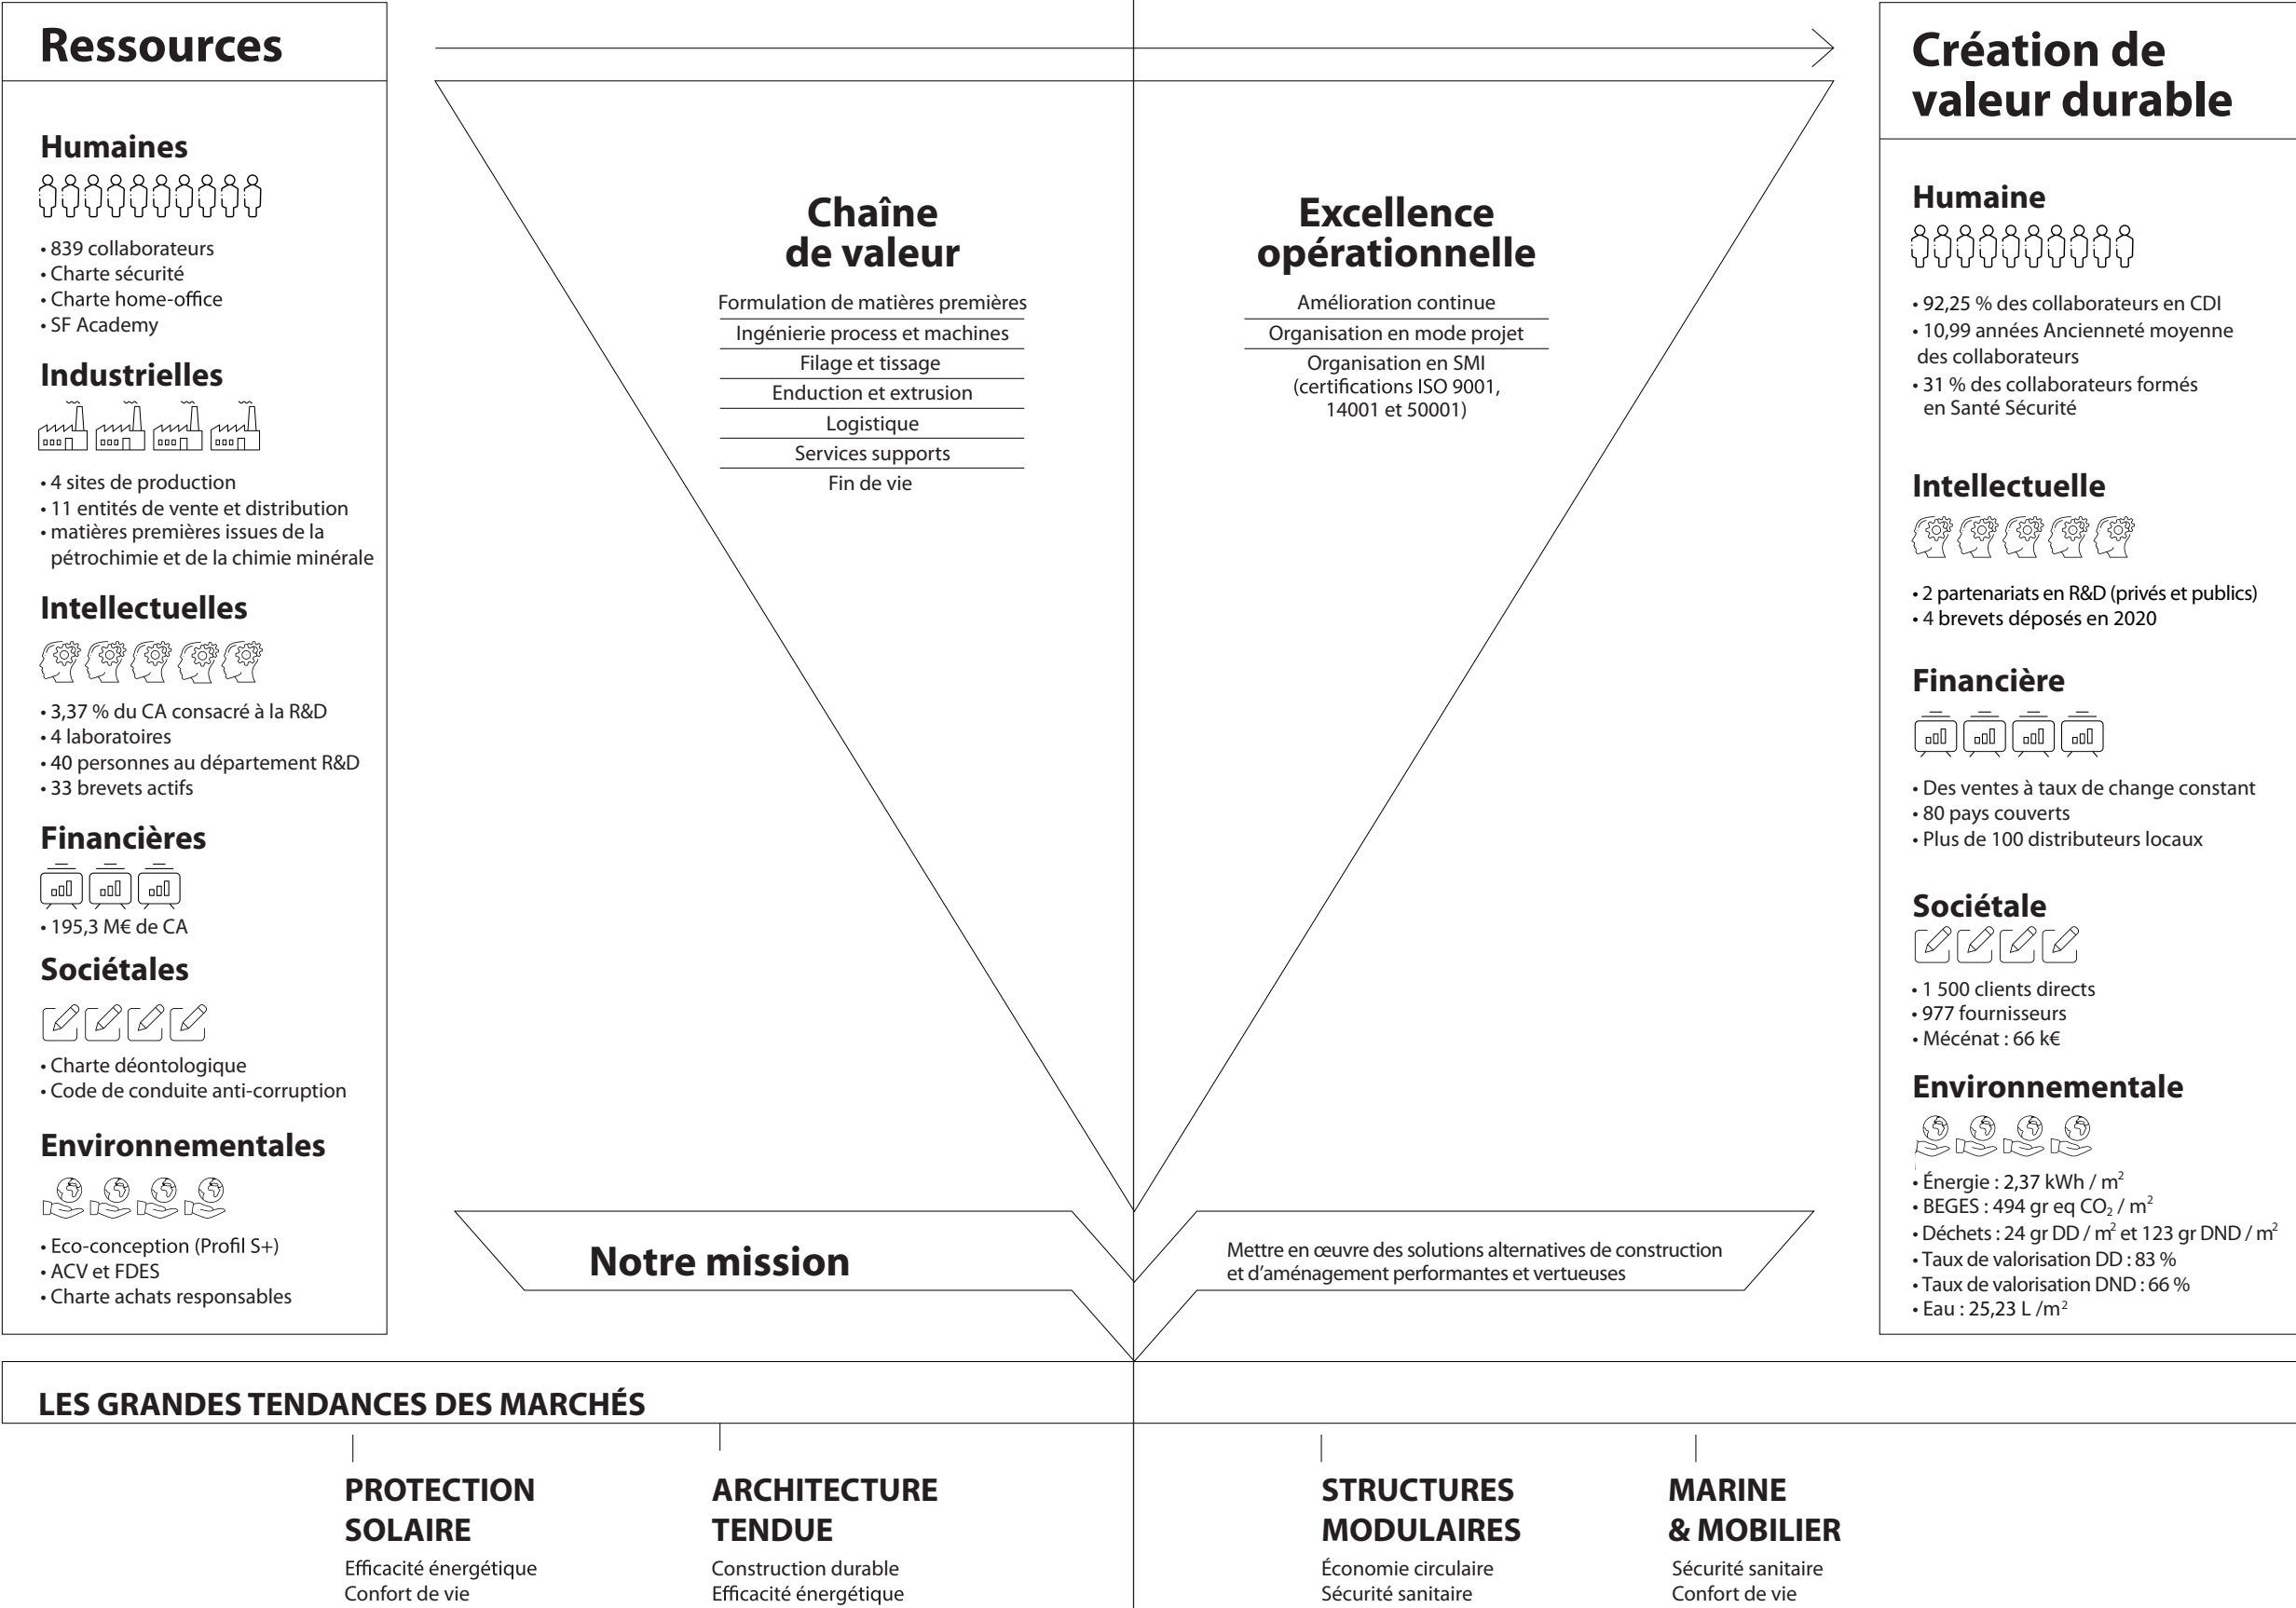 Ressources
Humaines
• 839 collaborateurs
• Charte sécurité
• Charte home-office
• SF Academy
Industrielles
• 4 sites de production
• 11 entités de vente et distribution
• matières premières issues de la
pétrochimie et de la chimie minérale
Intellectuelles
• 3,37 % du CA consacré à la R&D
• 4 laboratoires
• 40 personnes au département R&D
• 33 brevets actifs
Financières
• 195,3 M€ de CA
Sociétales
• Charte déontologique
• Code de conduite anti-corruption
Environnementales
• Eco-conception (Profil S+)
• ACV et FDES
• Charte achats responsables
Chaîne
de valeur
Formulation de matières premières
Ingénierie process et machines
Filage et tissage
Enduction et extrusion
Logistique
Services supports
Fin de vie
Excellence
opérationnelle
Amélioration continue
Organisation en mode projet
Organisation en SMI
(certifications ISO 9001,
14001 et 50001)
Notre mission
Mettre en œuvre des solutions alternatives de construction
et d’aménagement performantes et vertueuses
Création de
valeur durable
Humaine
• 92,25 % des collaborateurs en CDI
• 10,99 années Ancienneté moyenne
des collaborateurs
• 31 % des collaborateurs formés
en Santé Sécurité
Intellectuelle
• 2 partenariats en R&D (privés et publics)
• 4 brevets déposés en 2020
Financière
• Des ventes à taux de change constant
• 80 pays couverts
• Plus de 100 distributeurs locaux
Sociétale
• 1 500 clients directs
• 977 fournisseurs
• Mécénat : 66 k€
Environnementale
• Énergie : 2,37 kWh / m²
• BEGES : 494 gr eq CO₂ / m²
• Déchets : 24 gr DD / m² et 123 gr DND / m²
• Taux de valorisation DD : 83 %
• Taux de valorisation DND : 66 %
• Eau : 25,23 L /m²
LES GRANDES TENDANCES DES MARCHÉS
PROTECTION
SOLAIRE
Efficacité énergétique
Confort de vie
ARCHITECTURE
TENDUE
Construction durable
Efficacité énergétique
STRUCTURES
MODULAIRES
Économie circulaire
Sécurité sanitaire
MARINE
& MOBILIER
Sécurité sanitaire
Confort de vie